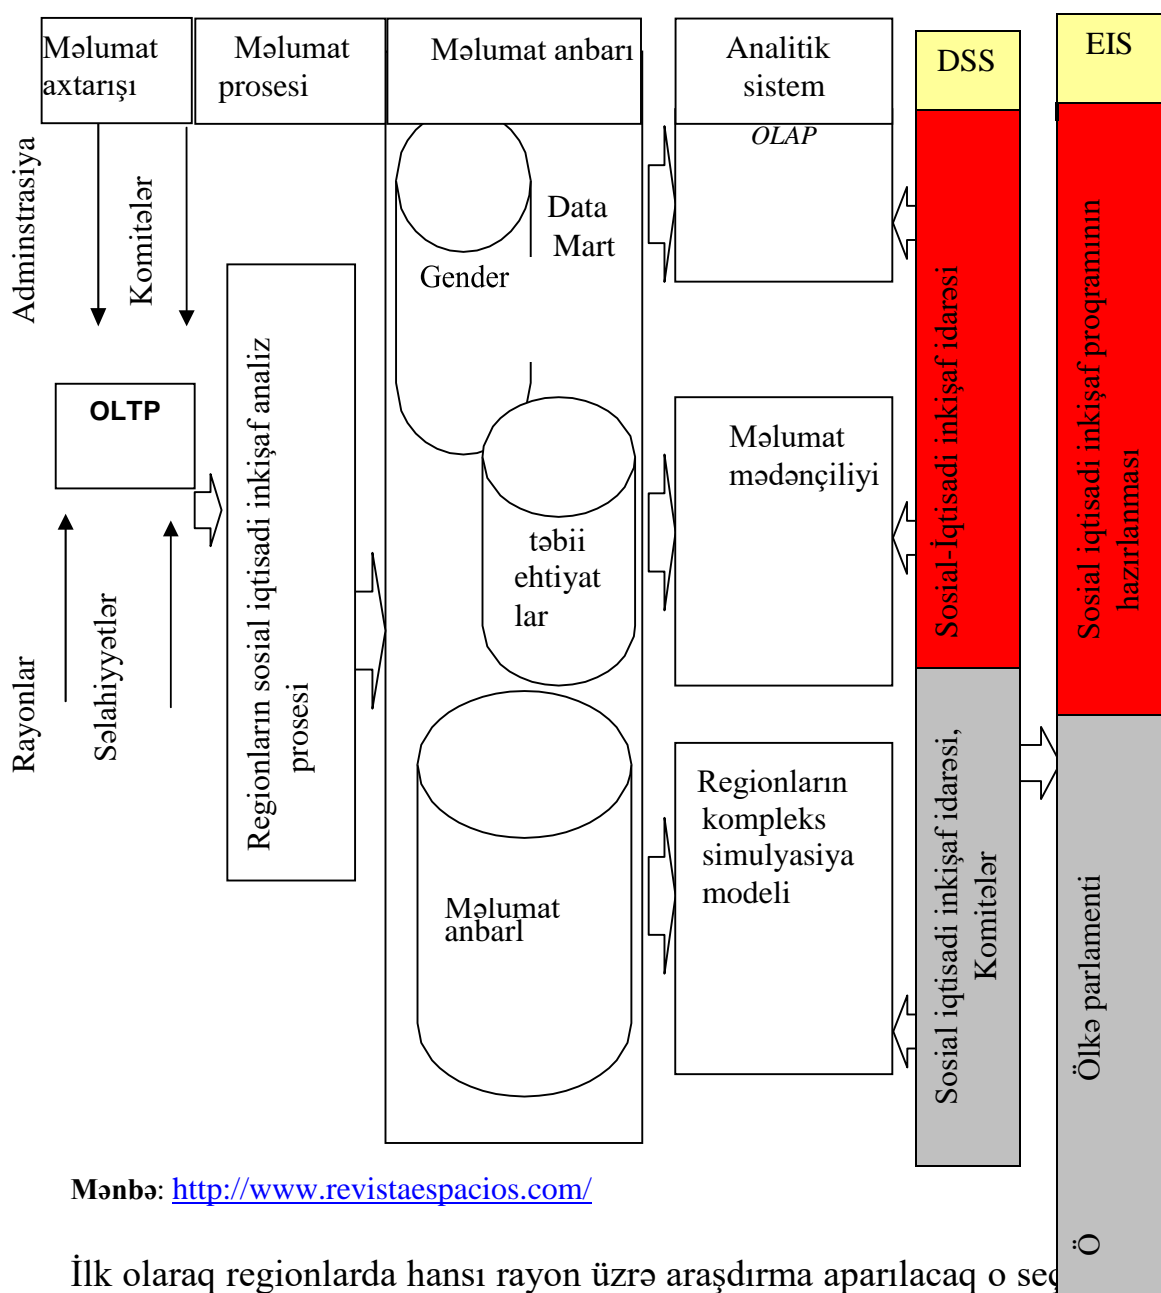 Məlumat
axtarışı
Məlumat
prosesi
Məlumat anbarı
Analitik
sistem
DSS
EIS
Adminstrasiya
Komitələr
OLTP
Rayonlar
Səlahiyyətlər
Regionların sosial iqtisadi inkişaf analiz
prosesi
Gender
Data
Mart
təbii
ehtiyat
lar
Məlumat
anbarl
OLAP
Məlumat
mədənçiliyi
Regionların
kompleks
simulyasiya
modeli
Sosial-İqtisadi inkişaf idarəsi
Sosial iqtisadi inkişaf idarəsi,
Komitələr
Sosial iqtisadi inkişaf proqramının
hazırlanması
Ölkə parlamenti
Ö
Mənbə: http://www.revistaespacios.com/
İlk olaraq regionlarda hansı rayon üzrə araşdırma aparılacaq o